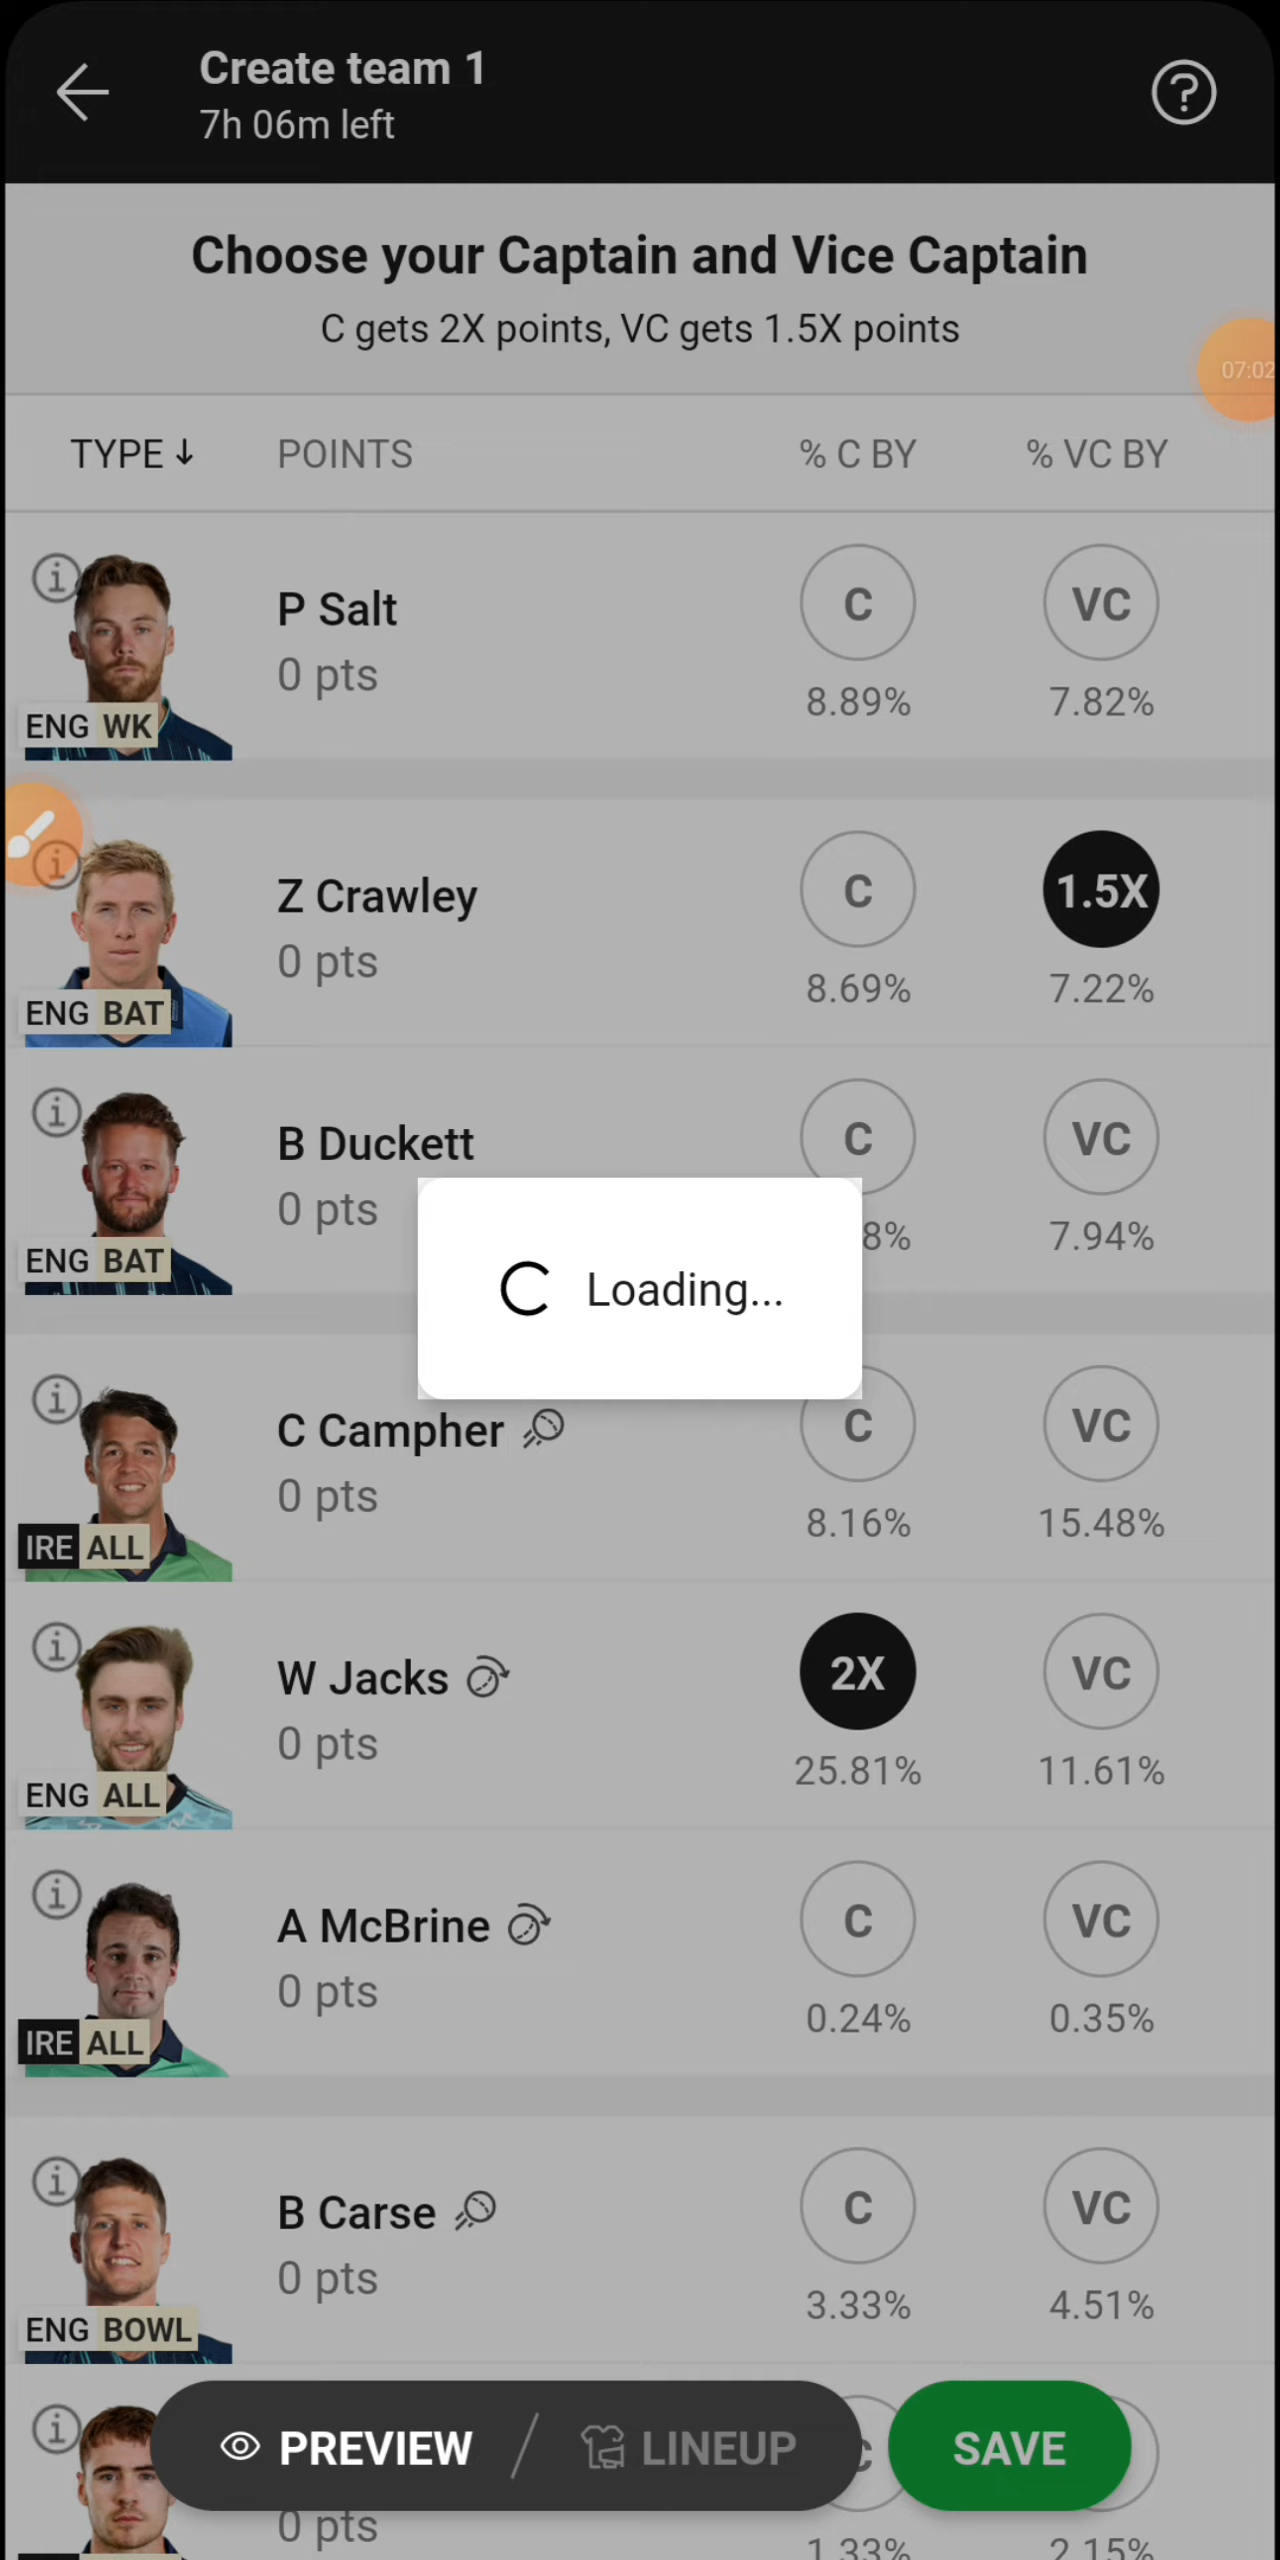 Create team 1
7h 06m left
Choose your Captain and Vice Captain
C gets 2X points, VC gets 1.5X points
07:02
TYPE ↓ POINTS % C BY % VC BY
P Salt
0 pts
ENG WK
C
8.89%
VC
7.82%
Z Crawley
0 pts
ENG BAT
C
8.69%
1.5X
7.22%
B Duckett
0 pts
ENG BAT
C
8%
VC
7.94%
Loading...
C Campher
0 pts
IRE ALL
C
8.16%
VC
15.48%
W Jacks
0 pts
ENG ALL
2X
25.81%
VC
11.61%
A McBrine
0 pts
IRE ALL
C
0.24%
VC
0.35%
B Carse
0 pts
ENG BOWL
C
3.33%
VC
4.51%
PREVIEW / LINEUP
SAVE
0 pts
1.33%
2.15%